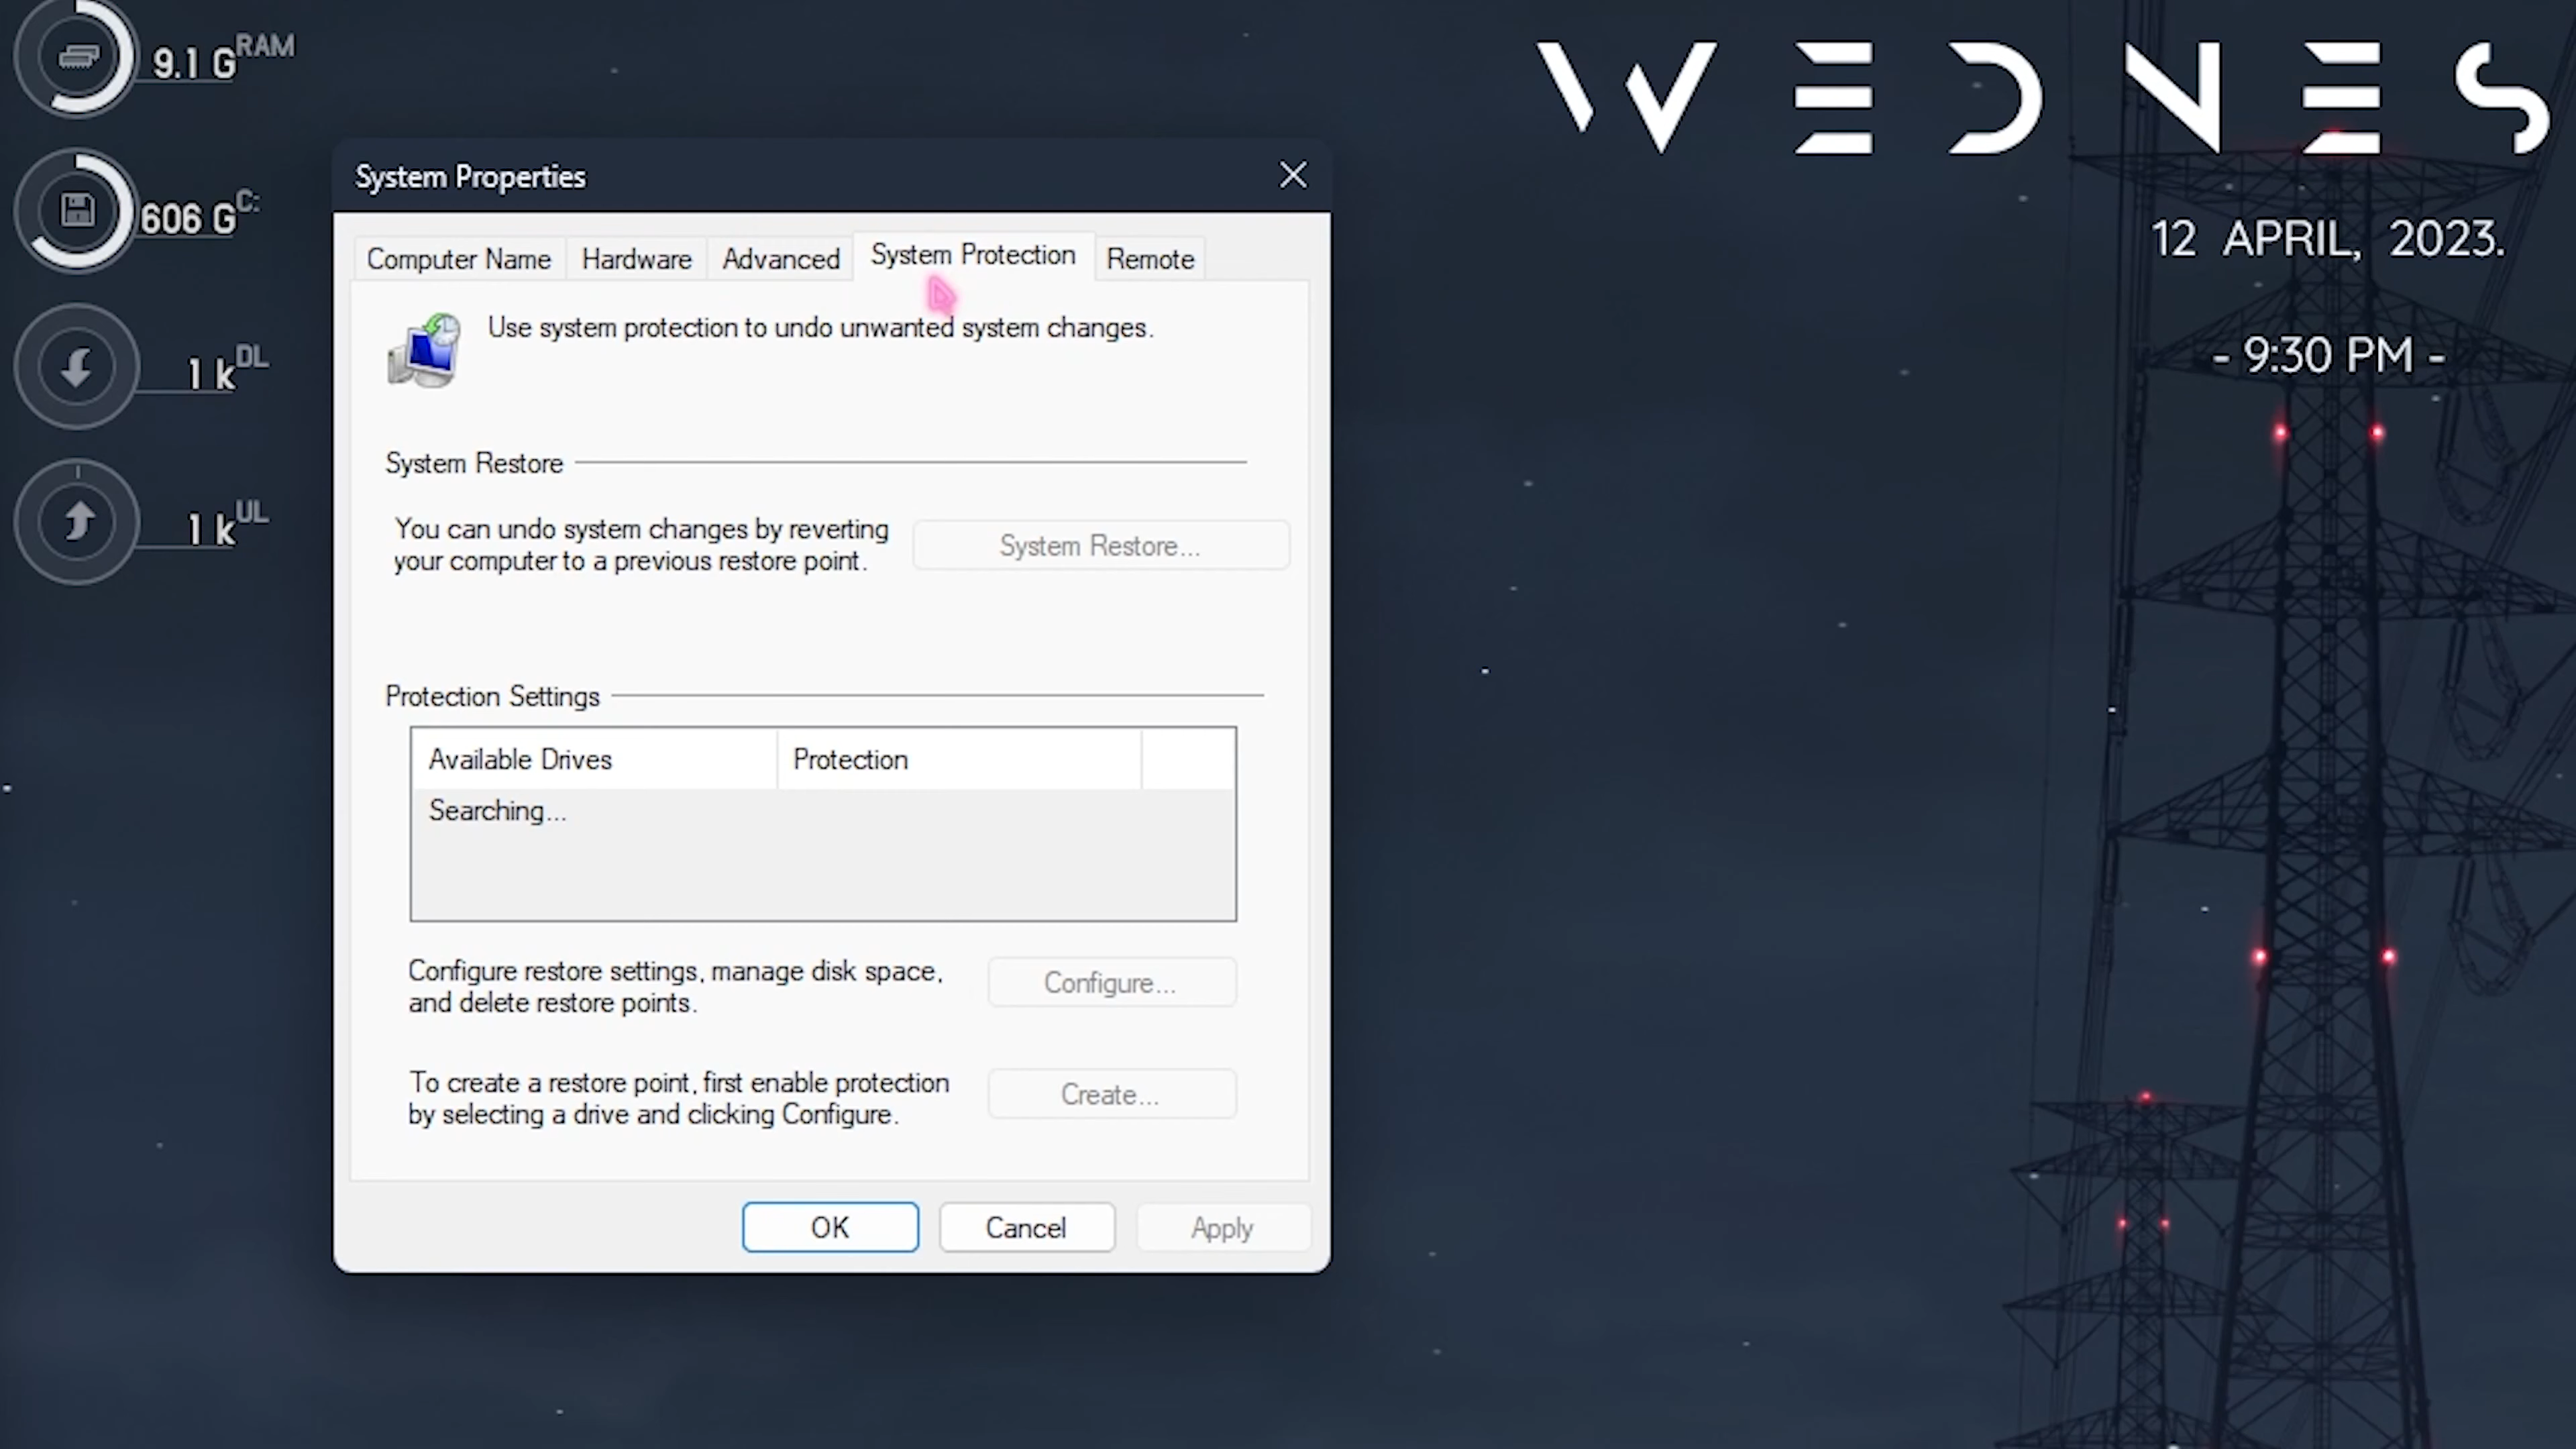 9.1 G RAM
606 G C:
1 k DL
1 k UL
WEDNES
12 APRIL, 2023.
- 9:30 PM -
System Properties
Computer Name Hardware Advanced System Protection Remote
Use system protection to undo unwanted system changes.
System Restore
You can undo system changes by reverting
your computer to a previous restore point.
System Restore...
Protection Settings
Available Drives Protection
Searching...
Configure restore settings, manage disk space,
and delete restore points.
Configure...
To create a restore point, first enable protection
by selecting a drive and clicking Configure.
Create...
OK Cancel Apply